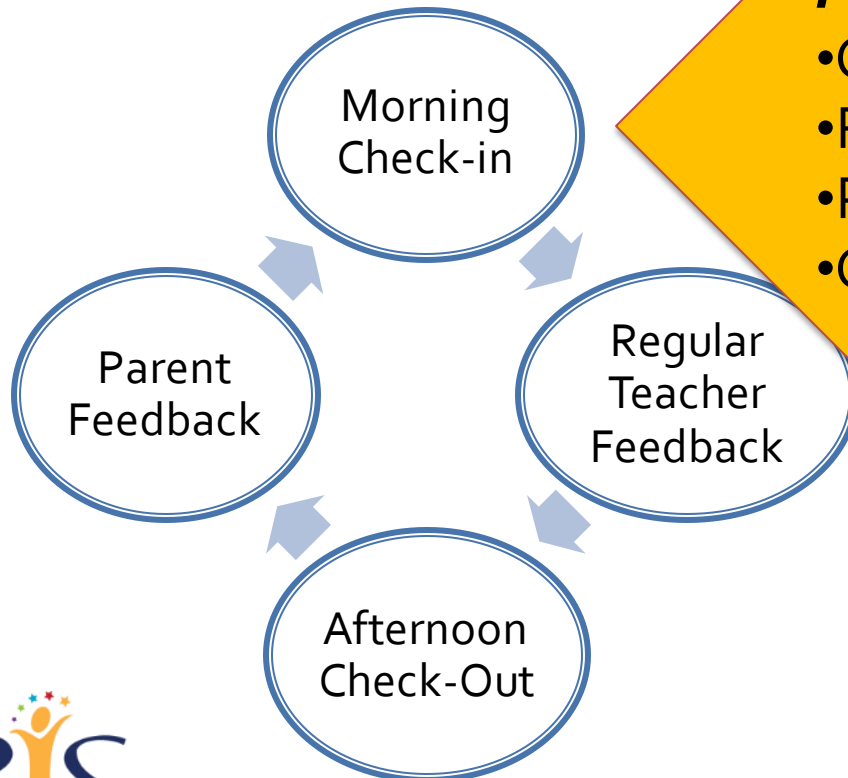 Morning
Check-in
Regular
Teacher
Feedback
Parent
Feedback
Afternoon
Check-Out